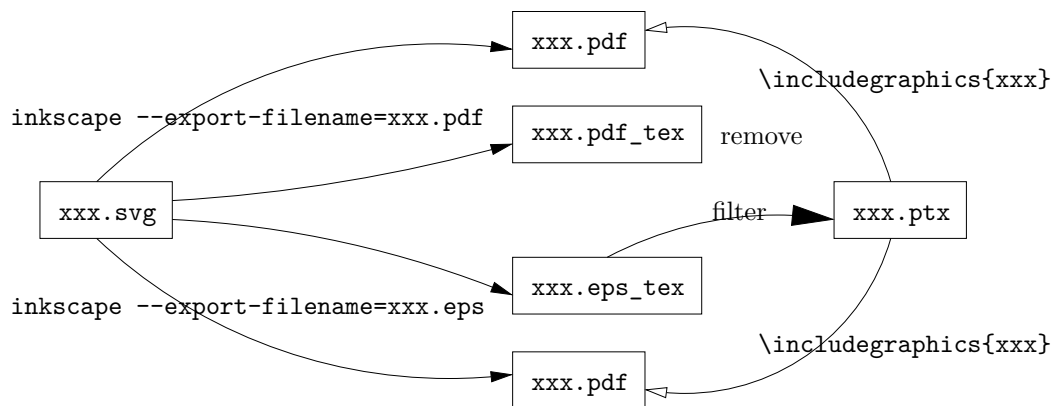 xxx.pdf
\includegraphics{xxx}
inkscape --export-filename=xxx.pdf
xxx.pdf_tex
remove
xxx.svg
filter
xxx.ptx
xxx.eps_tex
inkscape --export-filename=xxx.eps
\includegraphics{xxx}
xxx.pdf